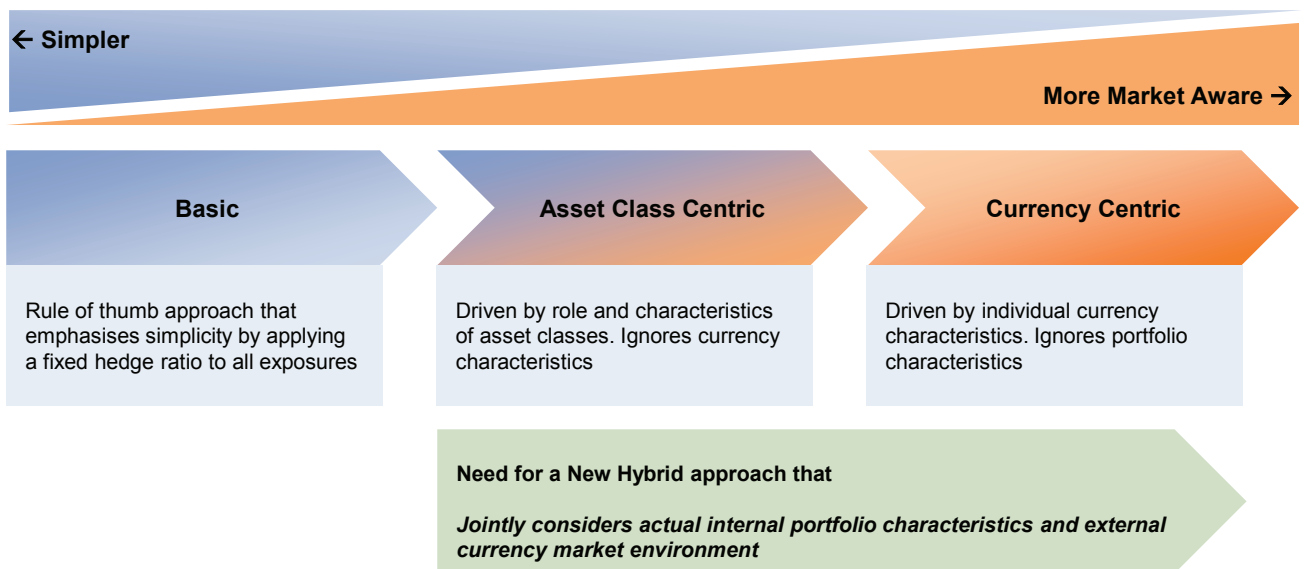 ← Simpler
More Market Aware →
Basic
Asset Class Centric
Currency Centric
Rule of thumb approach that
emphasises simplicity by applying
a fixed hedge ratio to all exposures
Driven by role and characteristics
of asset classes. Ignores currency
characteristics
Driven by individual currency
characteristics. Ignores portfolio
characteristics
Need for a New Hybrid approach that
Jointly considers actual internal portfolio characteristics and external
currency market environment